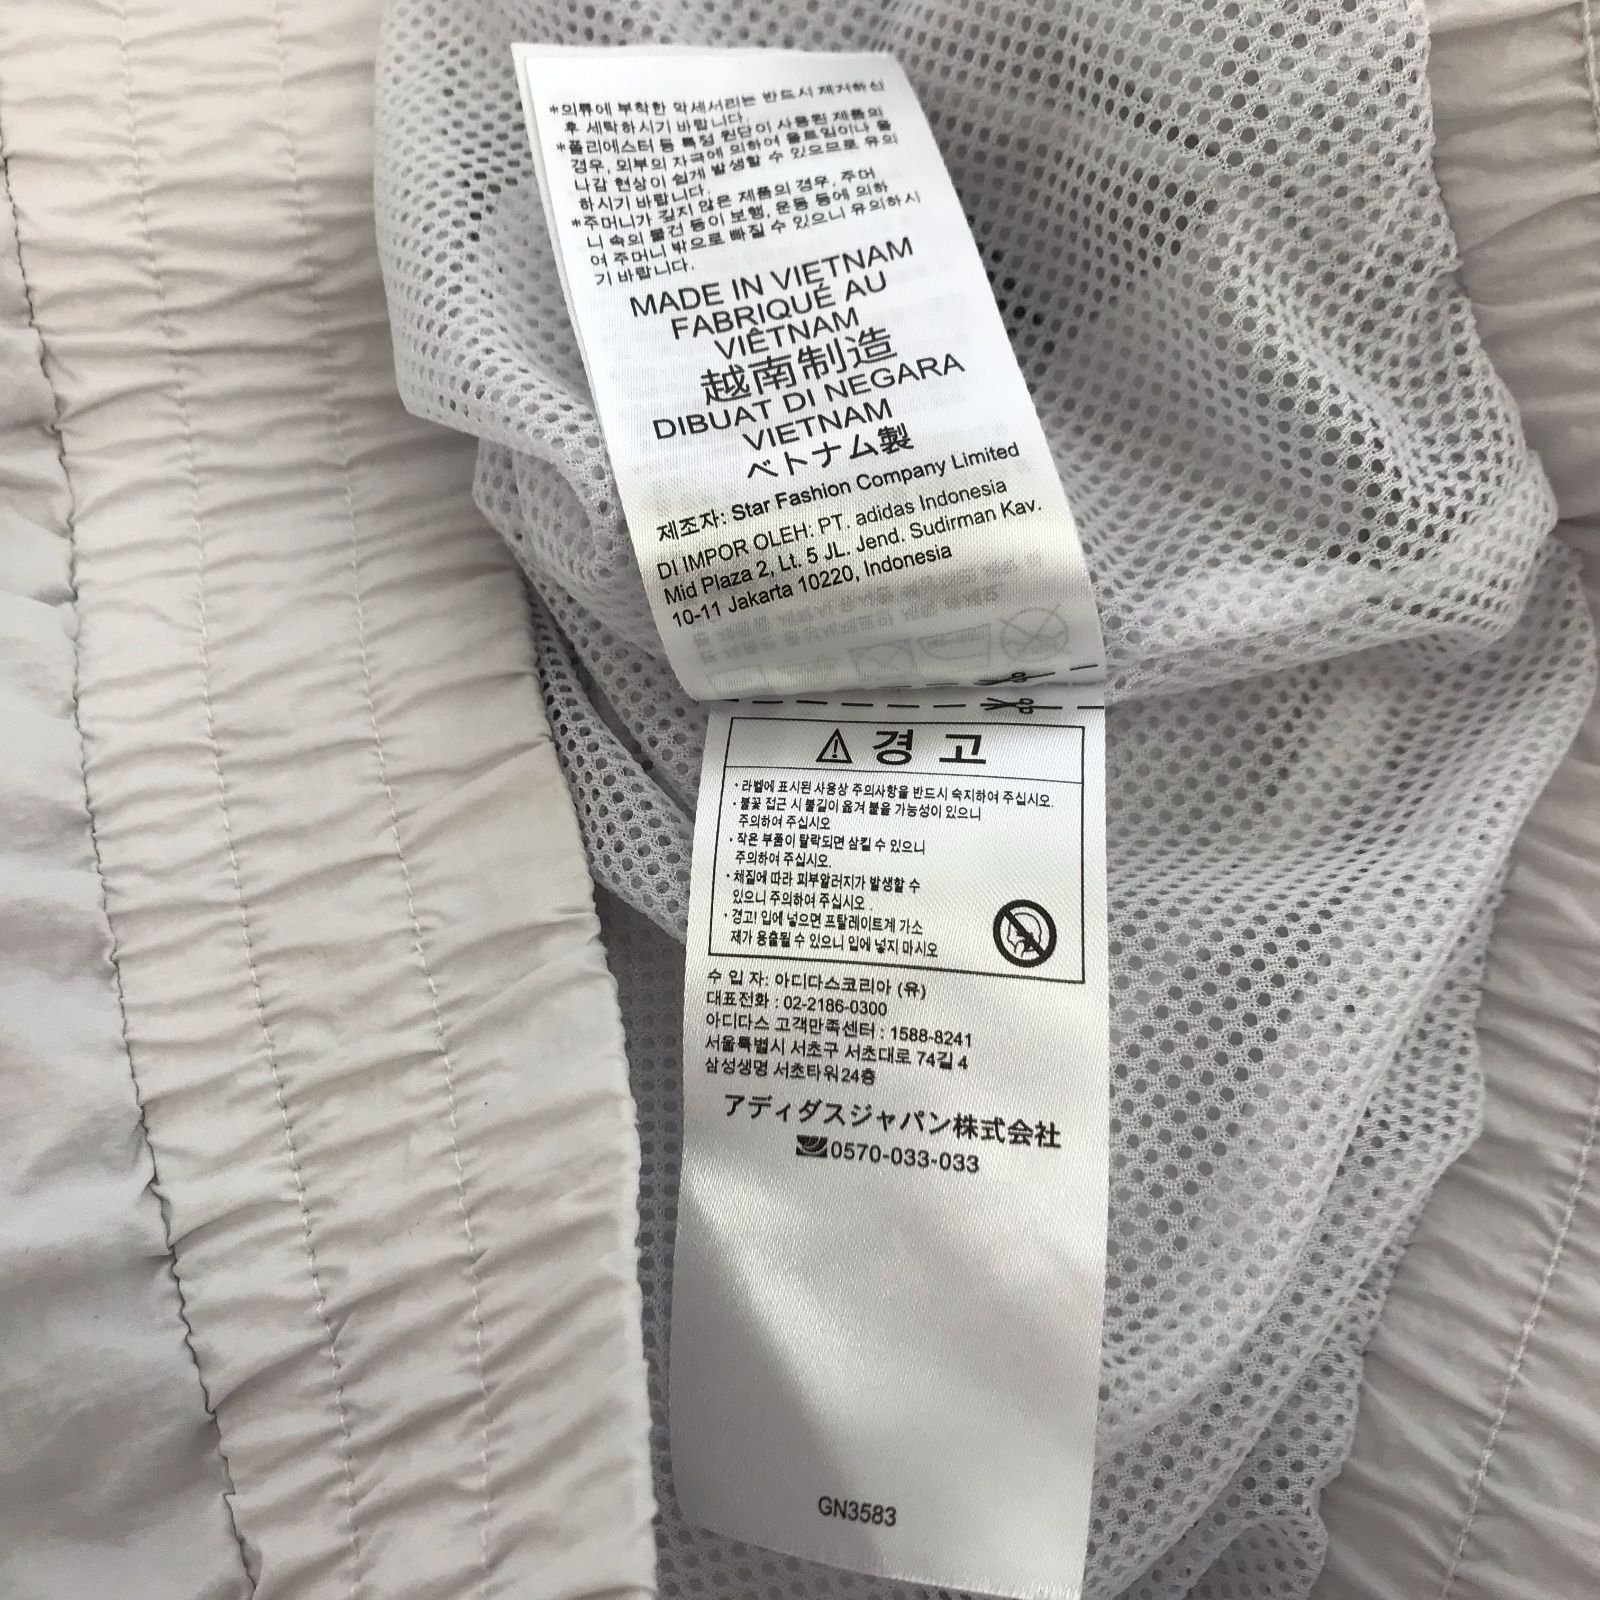 *의류에 부착한 악세서리는 반드시 제거하신
후 세탁하시기 바랍니다.
*폴리에스터 등 특정 원단이 사용된 제품의
경우, 외부의 자극에 의하여 올트임이나 올
나감 현상이 쉽게 발생할 수 있으므로 유의
하시기 바랍니다.
*주머니가 깊지 않은 제품의 경우, 주머
니 속의 물건 등이 보행, 운동 등에 의하
여 주머니 밖으로 빠질 수 있으니 유의하시
기 바랍니다.
MADE IN VIETNAM
FABRIQUÉ AU
VIÊTNAM
越南制造
DIBUAT DI NEGARA
VIETNAM
ベトナム製
제조자: Star Fashion Company Limited
DI IMPOR OLEH: PT. adidas Indonesia
Mid Plaza 2, Lt. 5 JL. Jend. Sudirman Kav.
10-11 Jakarta 10220, Indonesia
경 고
· 라벨에 표시된 사용상 주의사항을 반드시 숙지하여 주십시오.
· 불꽃 접근 시 불길이 옮겨 붙을 가능성이 있으니
주의하여 주십시오
· 작은 부품이 탈락되면 삼킬 수 있으니
주의하여 주십시오.
· 체질에 따라 피부알러지가 발생할 수
있으니 주의하여 주십시오 .
· 경고! 입에 넣으면 프탈레이트계 가소
제가 용출될 수 있으니 입에 넣지 마시오
수 입 자: 아디다스코리아 (유)
대표전화 : 02-2186-0300
아디다스 고객만족센터 : 1588-8241
서울특별시 서초구 서초대로 74길 4
삼성생명 서초타워24층
アディダスジャパン株式会社
0570-033-033
GN3583